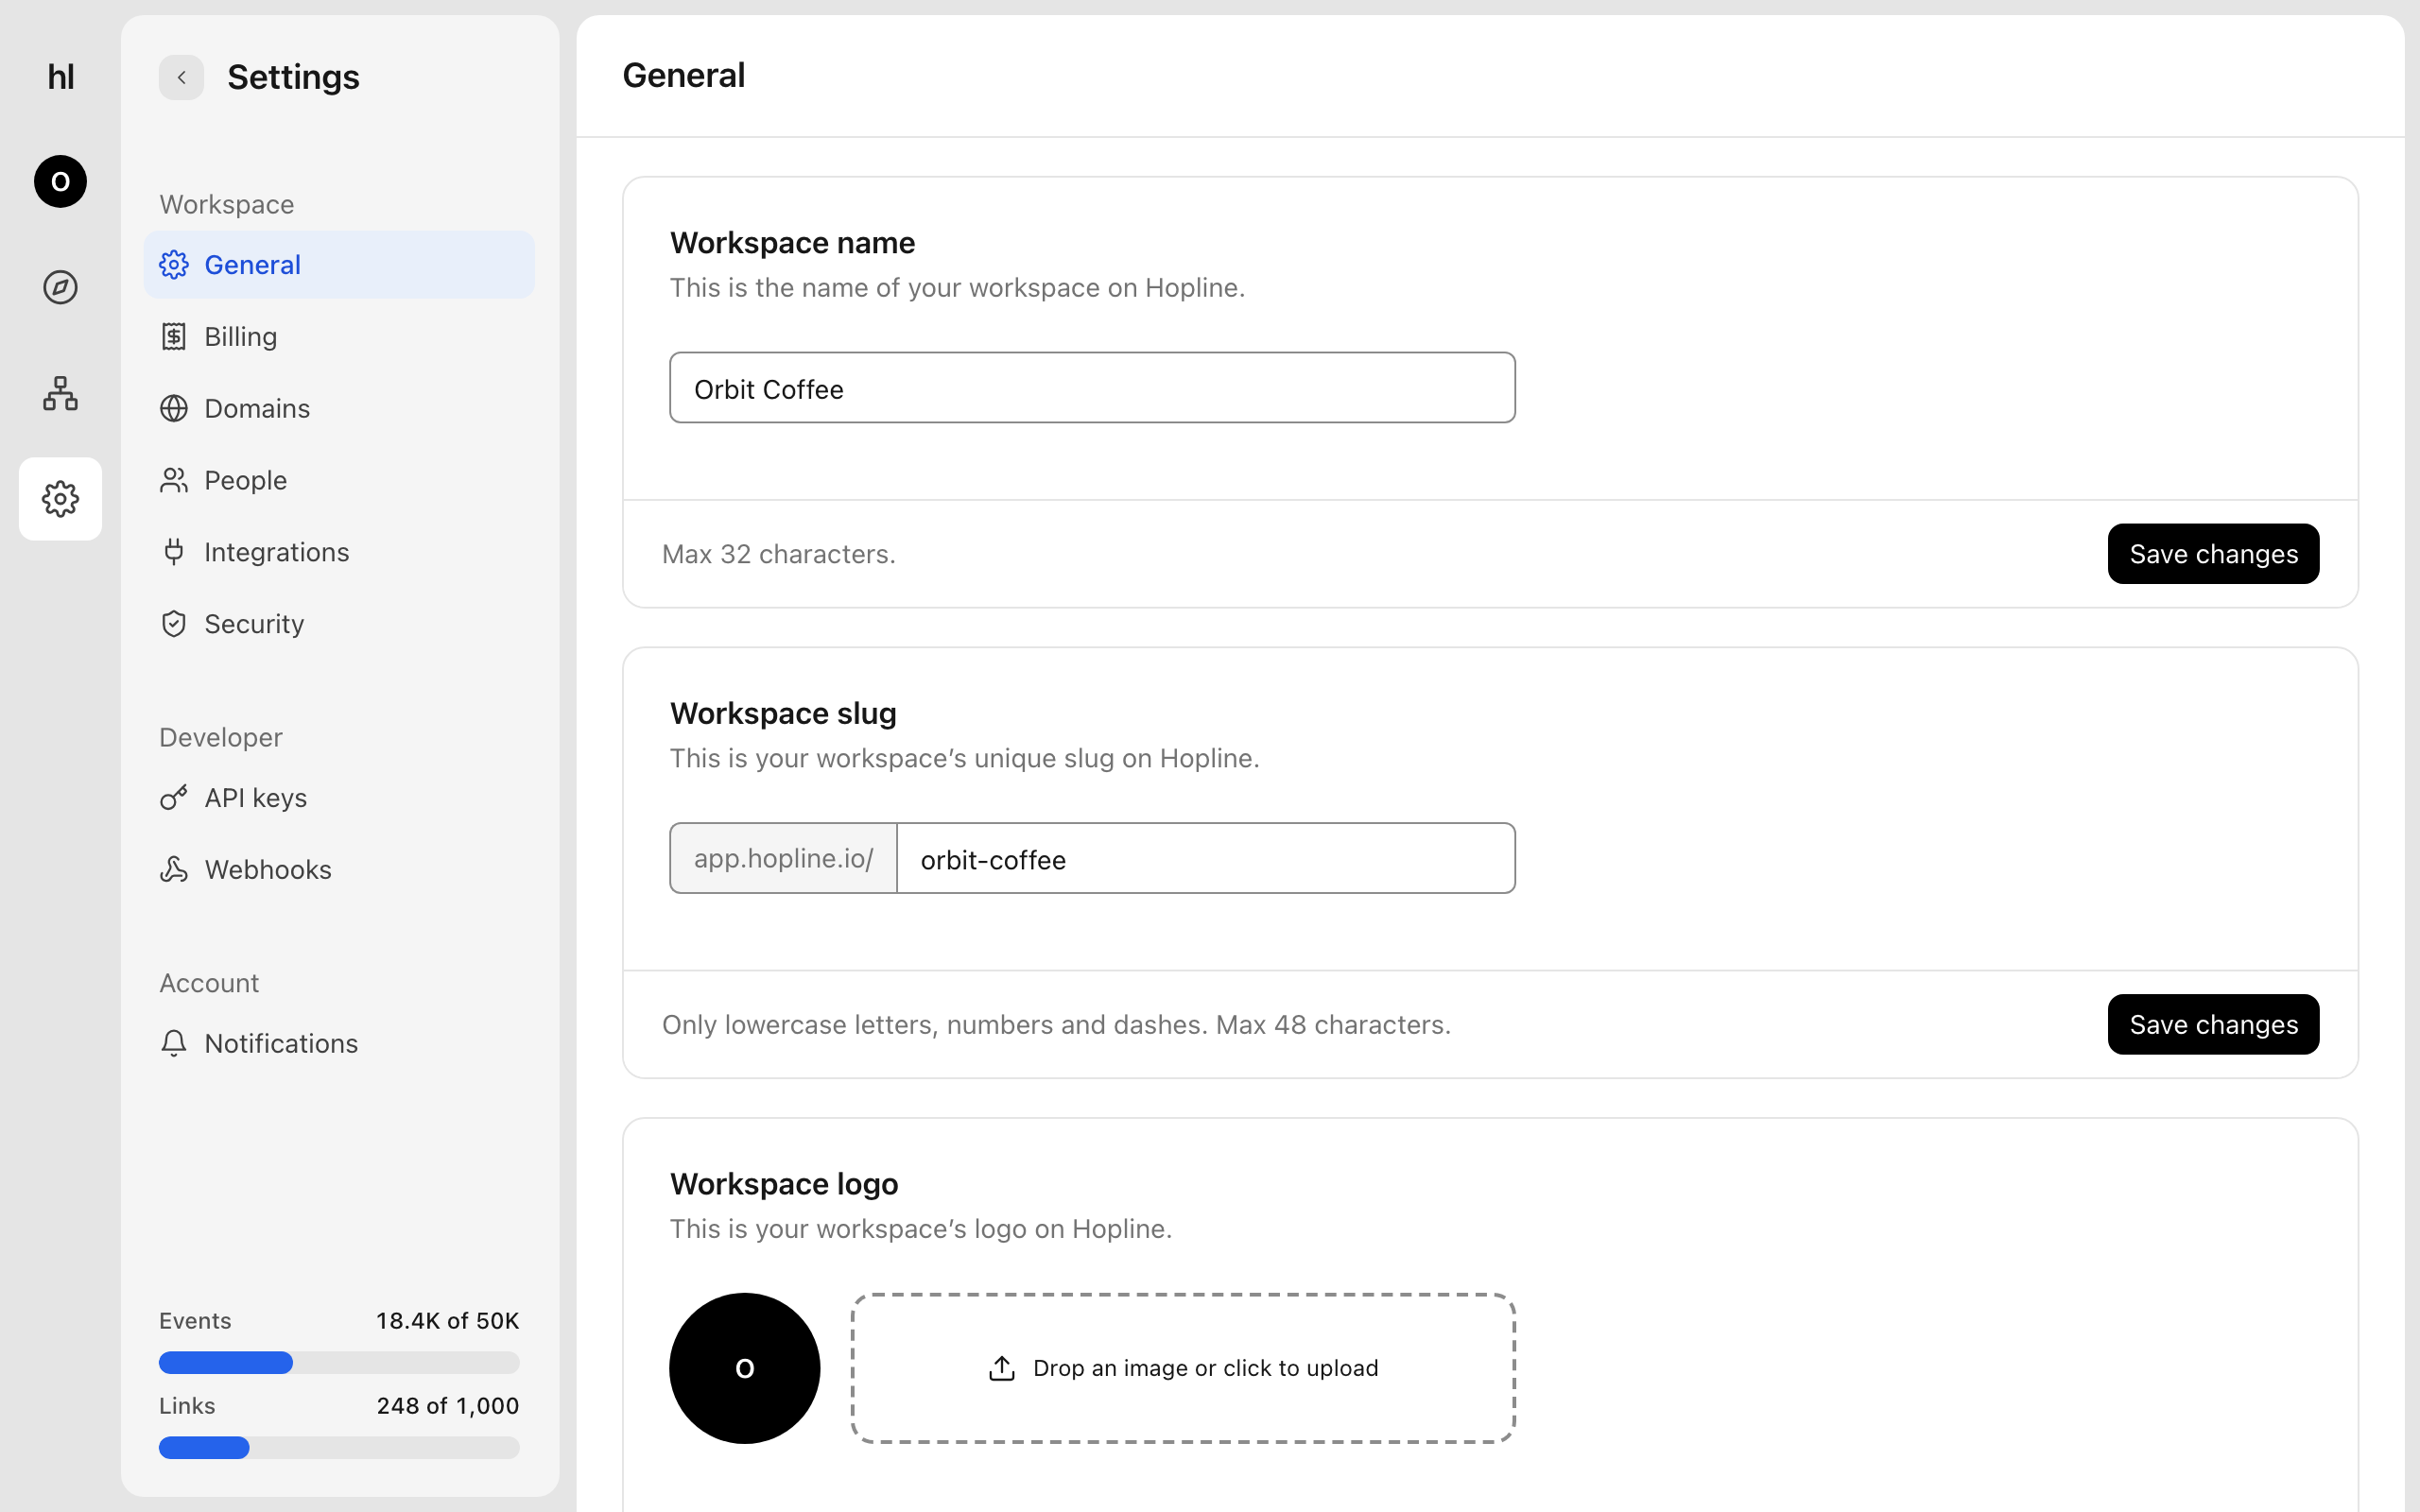 hl
O
Settings
Workspace
General
Billing
Domains
People
Integrations
Security
Developer
API keys
Webhooks
Account
Notifications
Events 18.4K of 50K
Links 248 of 1,000
General
Workspace name
This is the name of your workspace on Hopline.
Orbit Coffee
Max 32 characters.
Save changes
Workspace slug
This is your workspace’s unique slug on Hopline.
app.hopline.io/ orbit-coffee
Only lowercase letters, numbers and dashes. Max 48 characters.
Save changes
Workspace logo
This is your workspace’s logo on Hopline.
O
Drop an image or click to upload